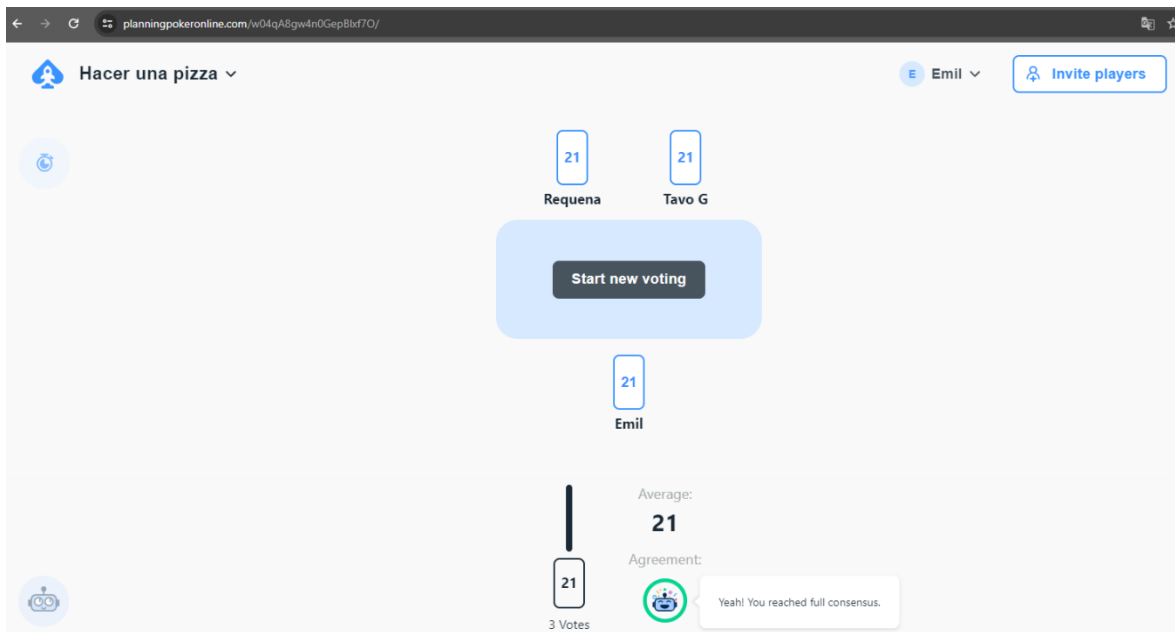 planningpokeronline.com/w04qA8gw4n0GepBlxf7O/
Hacer una pizza
E Emil
Invite players
21 21
Requena Tavo G
Start new voting
21
Emil
Average:
21
Agreement:
21
Yeah! You reached full consensus.
3 Votes